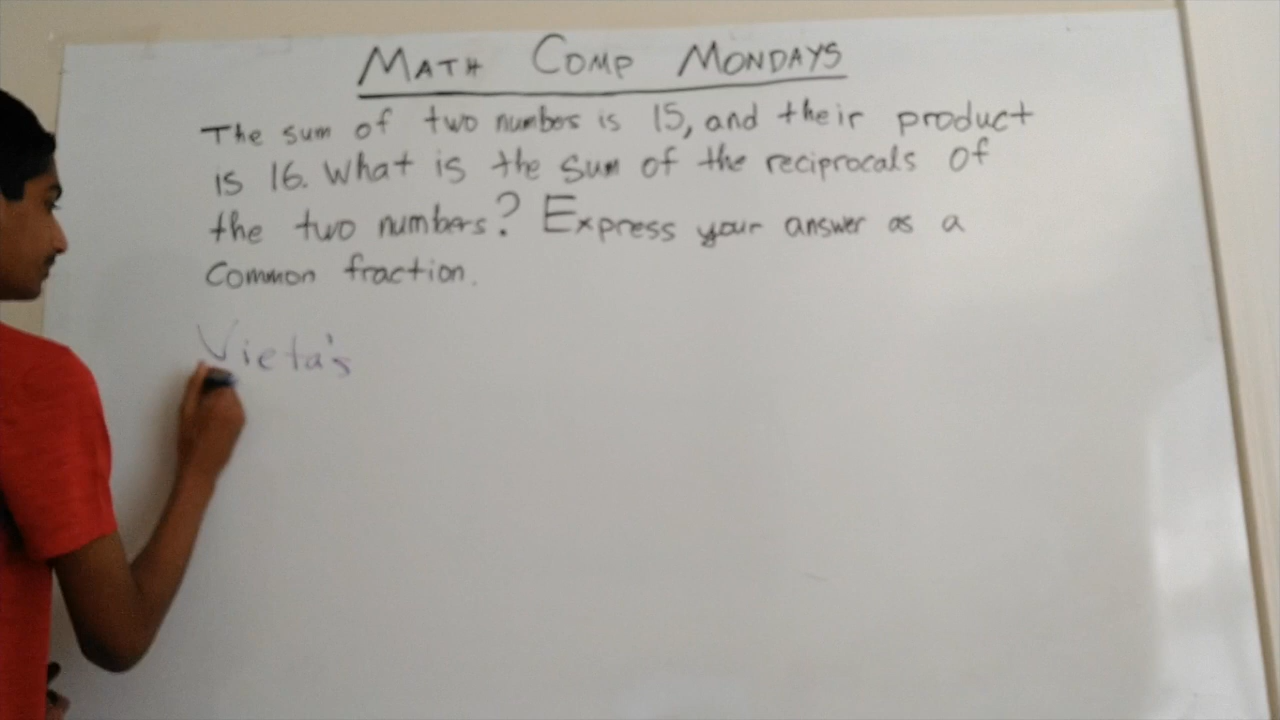 MATH COMP MONDAYS
The sum of two numbers is 15, and their product
is 16. What is the sum of the reciprocals of
the two numbers? Express your answer as a
Common fraction.
Vieta's